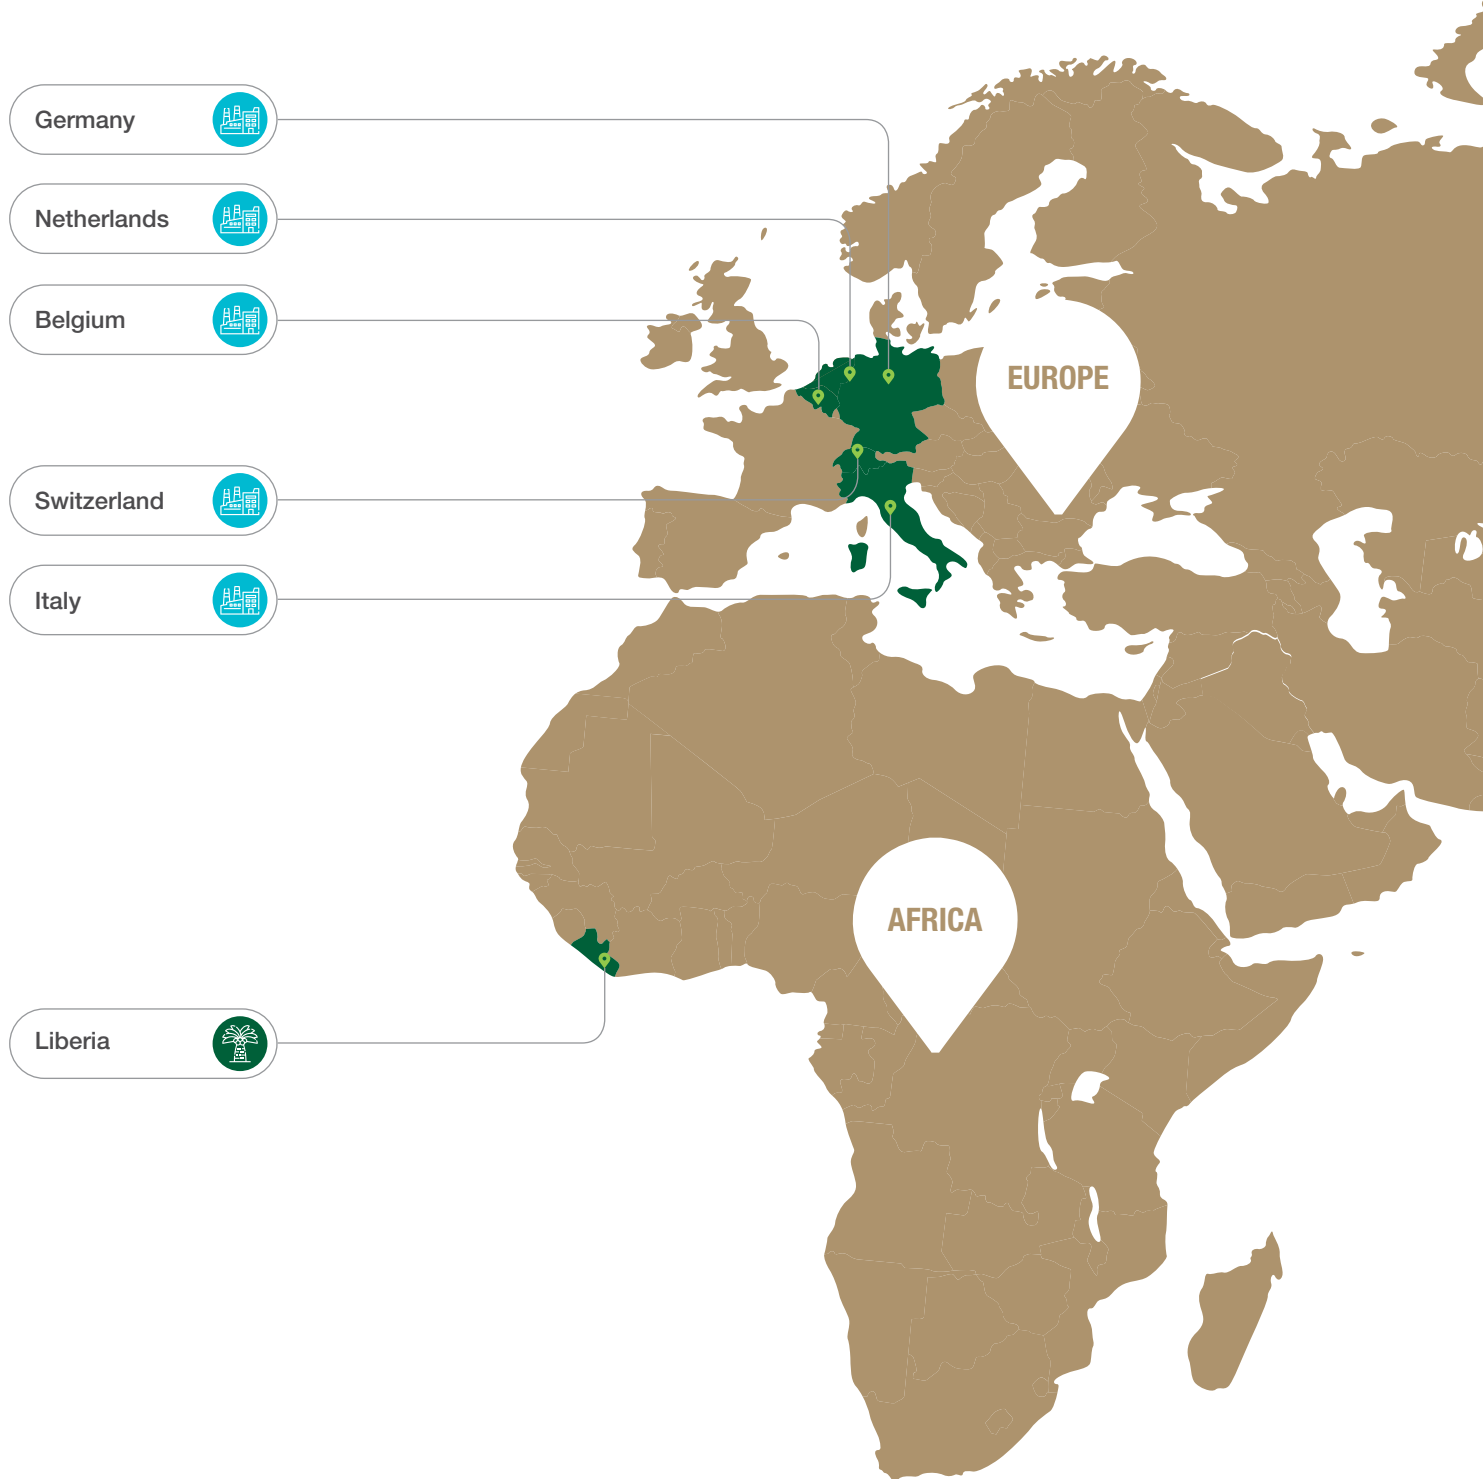 Germany
Netherlands
Belgium
EUROPE
Switzerland
Italy
AFRICA
Liberia